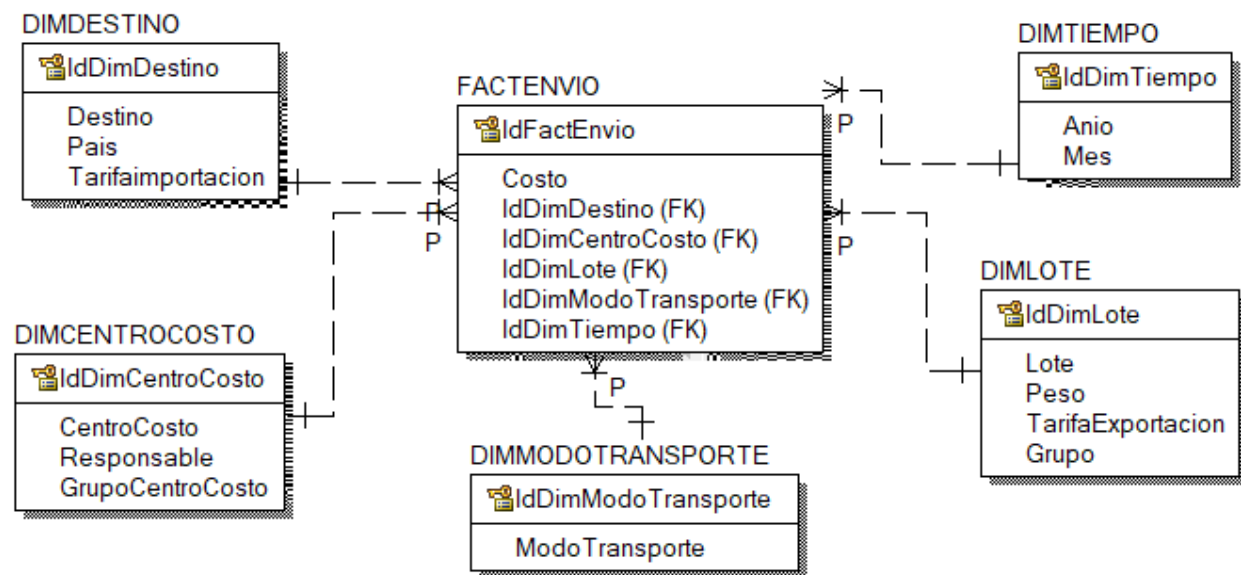 DIMDESTINO
IdDimDestino
Destino
Pais
Tarifaimportacion
FACTENVIO
IdFactEnvio
Costo
IdDimDestino (FK)
IdDimCentroCosto (FK)
IdDimLote (FK)
IdDimModoTransporte (FK)
IdDimTiempo (FK)
DIMTIEMPO
IdDimTiempo
Anio
Mes
P
P
P
P
P
DIMCENTROCOSTO
IdDimCentroCosto
CentroCosto
Responsable
GrupoCentroCosto
DIMMODOTRANSPORTE
IdDimModoTransporte
ModoTransporte
DIMLOTE
IdDimLote
Lote
Peso
TarifaExportacion
Grupo